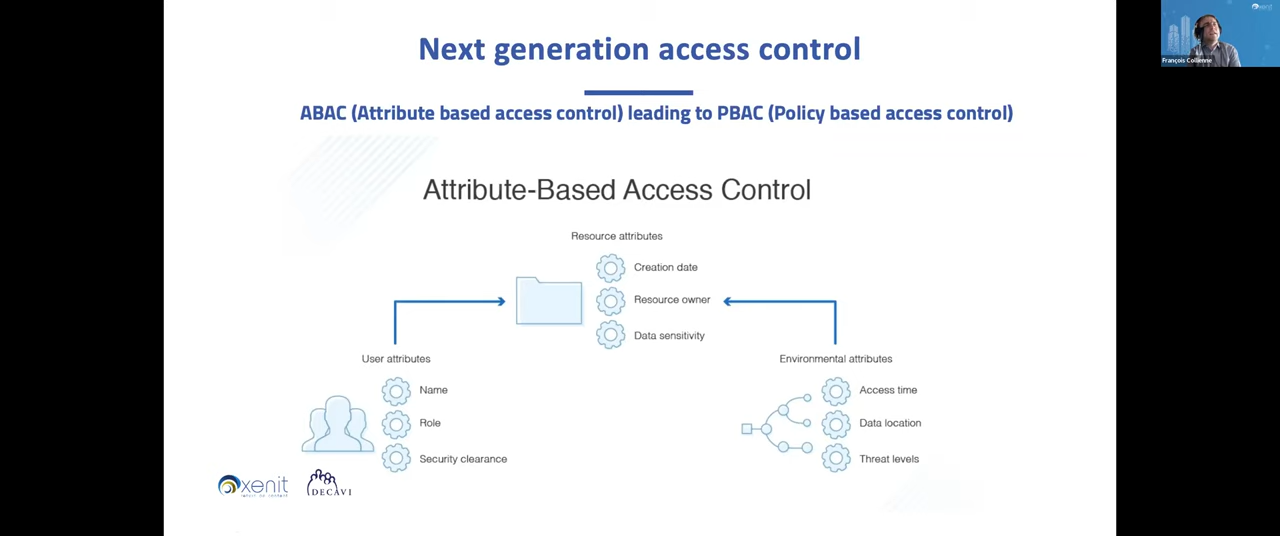 Next generation access control
ABAC (Attribute based access control) leading to PBAC (Policy based access control)
Attribute-Based Access Control
Resource attributes
Creation date
Resource owner
Data sensitivity
User attributes
Name
Role
Security clearance
Environmental attributes
Access time
Data location
Threat levels
xenit
DECAVI
xenit
François Collienne